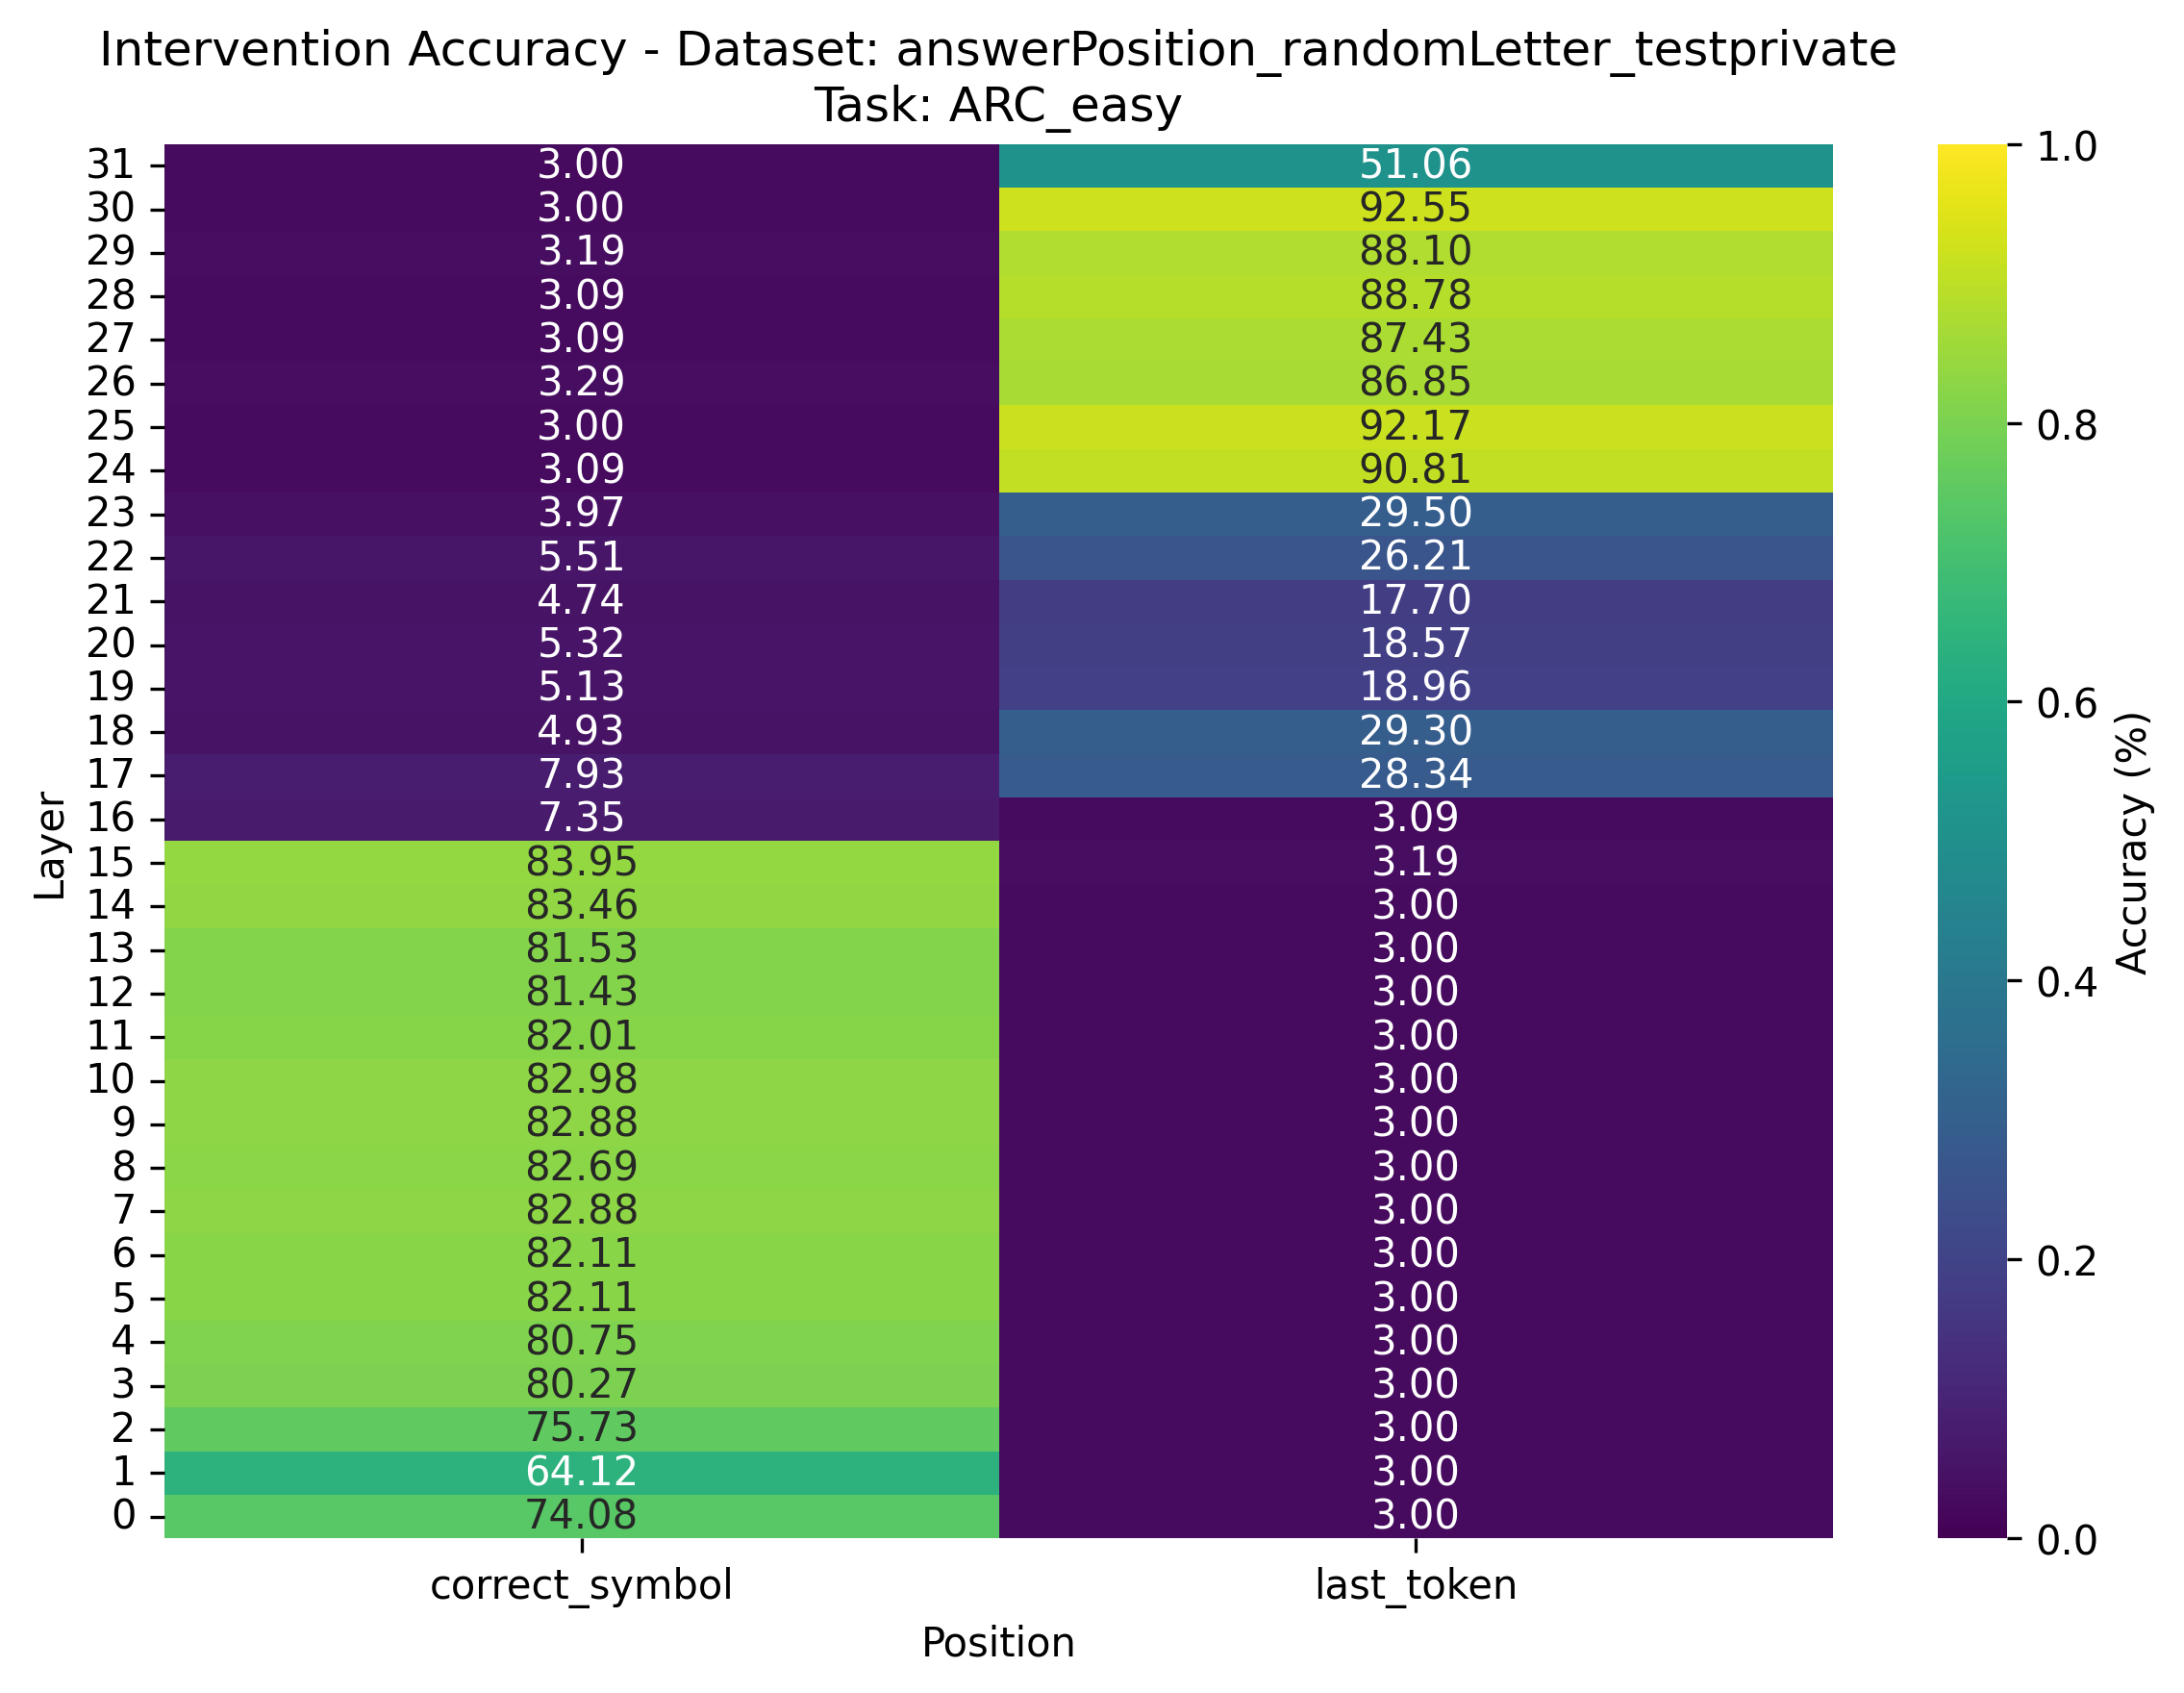 Intervention Accuracy - Dataset: answerPosition_randomLetter_testprivate
Task: ARC_easy
31 3.00 51.06
30 3.00 92.55
29 3.19 88.10
28 3.09 88.78
27 3.09 87.43
26 3.29 86.85
25 3.00 92.17
24 3.09 90.81
23 3.97 29.50
22 5.51 26.21
21 4.74 17.70
20 5.32 18.57
19 5.13 18.96
18 4.93 29.30
17 7.93 28.34
16 7.35 3.09
15 83.95 3.19
14 83.46 3.00
13 81.53 3.00
12 81.43 3.00
11 82.01 3.00
10 82.98 3.00
9 82.88 3.00
8 82.69 3.00
7 82.88 3.00
6 82.11 3.00
5 82.11 3.00
4 80.75 3.00
3 80.27 3.00
2 75.73 3.00
1 64.12 3.00
0 74.08 3.00
Layer
correct_symbol last_token
Position
1.0
0.8
0.6
0.4
0.2
0.0
Accuracy (%)